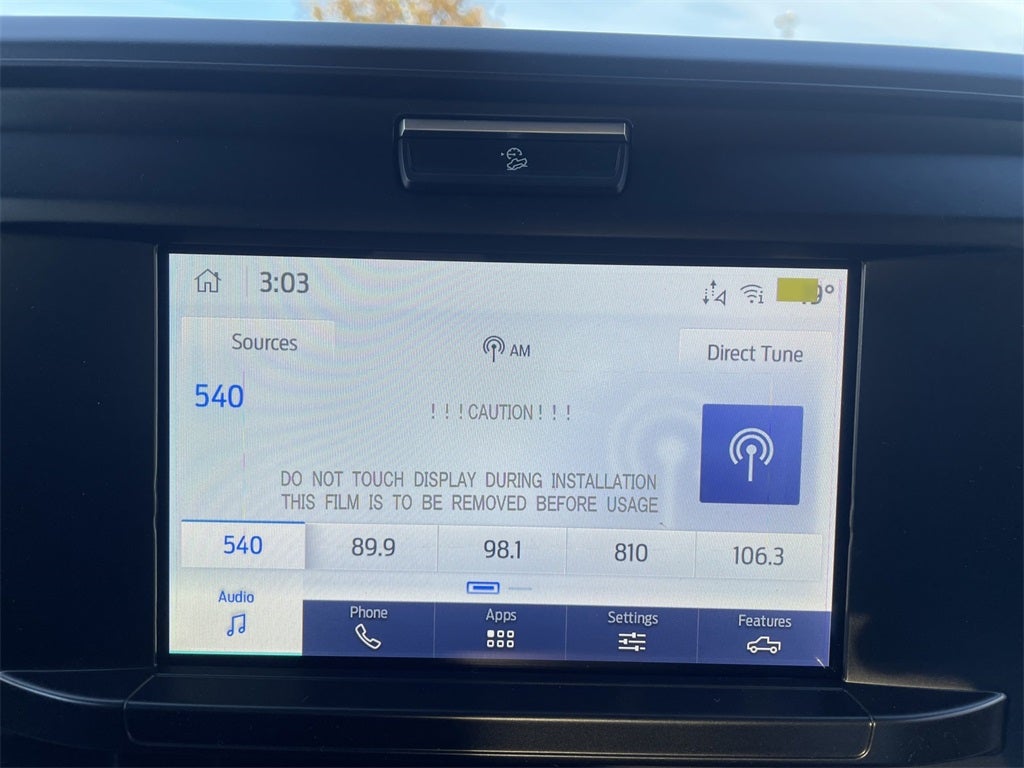 3:03
Sources
AM
Direct Tune
540
! ! ! CAUTION ! ! !
DO NOT TOUCH DISPLAY DURING INSTALLATION
THIS FILM IS TO BE REMOVED BEFORE USAGE
540 89.9 98.1 810 106.3
Audio Phone Apps Settings Features